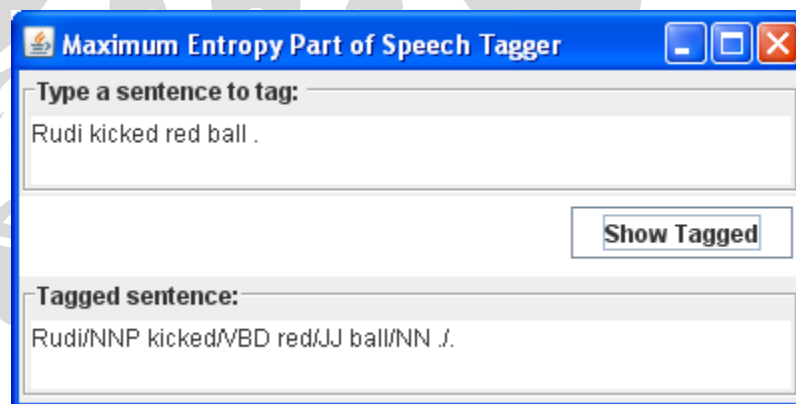 Maximum Entropy Part of Speech Tagger
Type a sentence to tag:
Rudi kicked red ball .
Show Tagged
Tagged sentence:
Rudi/NNP kicked/VBD red/JJ ball/NN ./.